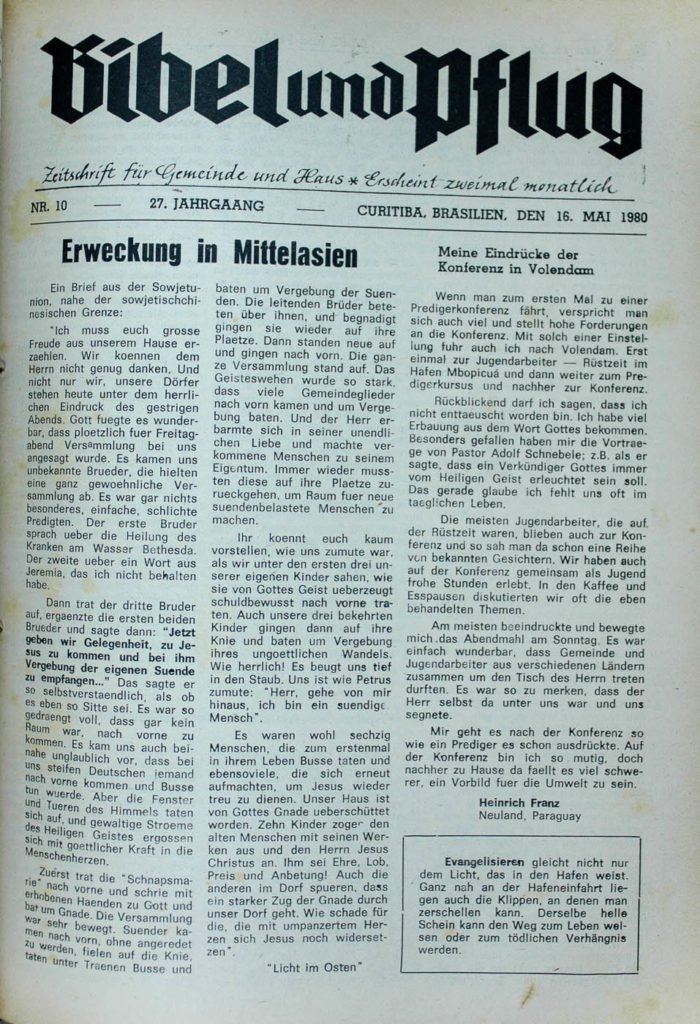 Bibel und Pflug
Zeitschrift für Gemeinde und Haus * Erscheint zweimal monatlich
NR. 10 — 27. JAHRGAANG — CURITIBA, BRASILIEN, DEN 16. MAI 1980
Erweckung in Mittelasien
Ein Brief aus der Sowjetu-
nion, nahe der sowjetischchi-
nesischen Grenze:
"Ich muss euch grosse
Freude aus unserem Hause er-
zaehlen. Wir koennen dem
Herrn nicht genug danken. Und
nicht nur wir, unsere Dörfer
stehen heute unter dem herrli-
chen Eindruck des gestrigen
Abends. Gott fuegte es wunder-
bar, dass ploetzlich fuer Freitag-
abend Versammlung bei uns
angesagt wurde. Es kamen uns
unbekannte Brueder, die hielten
eine ganz gewoehnliche Ver-
sammlung ab. Es war gar nichts
besonderes, einfache, schlichte
Predigten. Der erste Bruder
sprach ueber die Heilung des
Kranken am Wasser Bethesda.
Der zweite ueber ein Wort aus
Jeremia, das ich nicht behalten
habe.
Dann trat der dritte Bruder
auf, ergaenzte die ersten beiden
Brueder und sagte dann: "Jetzt
geben wir Gelegenheit, zu Je-
sus zu kommen und bei ihm
Vergebung der eigenen Suende
zu empfangen..." Das sagte er
so selbstverstaendlich, als ob
es eben so Sitte sei. Es war so
gedraengt voll, dass gar kein
Raum war, nach vorne zu
kommen. Es kam uns auch bei-
nahe unglaublich vor, dass bei
uns steifen Deutschen jemand
nach vorne kommen und Busse
tun wuerde. Aber die Fenster
und Tueren des Himmels taten
sich auf, und gewaltige Stroeme
des Heiligen Geistes ergossen
sich mit goettlicher Kraft in die
Menschenherzen.
Zuerst trat die "Schnapsma-
rie" nach vorne und schrie mit
erhobenen Haenden zu Gott und
bat um Gnade. Die Versammlung
war sehr bewegt. Suender ka-
men nach vorn, ohne angeredet
zu werden, fielen auf die Knie,
taten unter Traenen Busse und
baten um Vergebung der Suen-
den. Die leitenden Brüder bete-
ten über ihnen, und begnadigt
gingen sie wieder auf ihre
Plaetze. Dann standen neue auf
und gingen nach vorn. Die gan-
ze Versammlung stand auf. Das
Geisteswehen wurde so stark,
dass viele Gemeindeglieder
nach vorn kamen und um Verge-
bung baten. Und der Herr er-
barmte sich in seiner unendli-
chen Liebe und machte ver-
kommene Menschen zu seinem
Eigentum. Immer wieder muss-
ten diese auf ihre Plaetze zu-
rueckgehen, um Raum fuer neue
suendenbelastete Menschen zu
machen.
Ihr koennt euch kaum
vorstellen, wie uns zumute war,
als wir unter den ersten drei un-
serer eigenen Kinder sahen, wie
sie von Gottes Geist ueberzeugt
schuldbewusst nach vorne tra-
ten. Auch unsere drei bekehrten
Kinder gingen dann auf ihre
Knie und baten um Vergebung
ihres ungoettlichen Wandels.
Wie herrlich! Es beugt uns tief
in den Staub. Uns ist wie Petrus
zumute: "Herr, gehe von mir
hinaus, ich bin ein suendige.
Mensch".
Es waren wohl sechzig
Menschen, die zum erstenmal
in ihrem Leben Busse taten und
ebensoviele, die sich erneut
aufmachten, um Jesus wieder
treu zu dienen. Unser Haus ist
von Gottes Gnade ueberschüttet
worden. Zehn Kinder zogen den
alten Menschen mit seinen Wer-
ken aus und den Herrn Jesus
Christus an. Ihm sei Ehre, Lob,
Preis und Anbetung! Auch die
anderen im Dorf spueren, dass
ein starker Zug der Gnade durch
unser Dorf geht. Wie schade für
die, die mit umpanzertem Her-
zen sich Jesus noch widerset-
zen".
"Licht im Osten"
Meine Eindrücke der
Konferenz in Volendam
Wenn man zum ersten Mal zu einer
Predigerkonferenz fährt, verspricht man
sich auch viel und stellt hohe Forderungen
an die Konferenz. Mit solch einer Einstel-
lung fuhr auch ich nach Volendam. Erst
einmal zur Jugendarbeiter — Rüstzeit im
Hafen Mbopicuá und dann weiter zum Pre-
digerkursus und nachher zur Konferenz.
Rückblickend darf ich sagen, dass ich
nicht enttaeuscht worden bin. Ich habe viel
Erbauung aus dem Wort Gottes bekommen.
Besonders gefallen haben mir die Vortrae-
ge von Pastor Adolf Schnebele; z.B. als er
sagte, dass ein Verkündiger Gottes immer
vom Heiligen Geist erleuchtet sein soll.
Das gerade glaube ich fehlt uns oft im
taeglichen Leben.
Die meisten Jugendarbeiter, die auf
der Rüstzeit waren, blieben auch zur Kon-
ferenz und so sah man da schon eine Reihe
von bekannten Gesichtern. Wir haben auch
auf der Konferenz gemeinsam als Jugend
frohe Stunden erlebt. In den Kaffee und
Esspausen diskutierten wir oft die eben
behandelten Themen.
Am meisten beeindruckte und bewegte
mich das Abendmahl am Sonntag. Es war
einfach wunderbar, dass Gemeinde und
Jugendarbeiter aus verschiedenen Ländern
zusammen um den Tisch des Herrn treten
durften. Es war so zu merken, dass der
Herr selbst da unter uns war und uns
segnete.
Mir geht es nach der Konferenz so
wie ein Prediger es schon ausdrückte. Auf
der Konferenz bin ich so mutig, doch
nachher zu Hause da faellt es viel schwe-
rer, ein Vorbild fuer die Umwelt zu sein.
Heinrich Franz
Neuland, Paraguay
Evangelisieren gleicht nicht nur
dem Licht, das in den Hafen weist.
Ganz nah an der Hafeneinfahrt lie-
gen auch die Klippen, an denen man
zerschellen kann. Derselbe helle
Schein kann den Weg zum Leben wei-
sen oder zum tödlichen Verhängnis
werden.